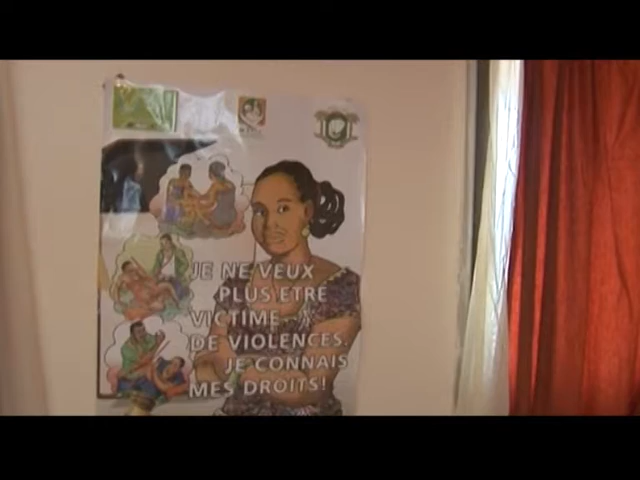 JE NE VEUX
PLUS ETRE
VICTIME
DE VIOLENCES.
JE CONNAIS
MES DROITS!